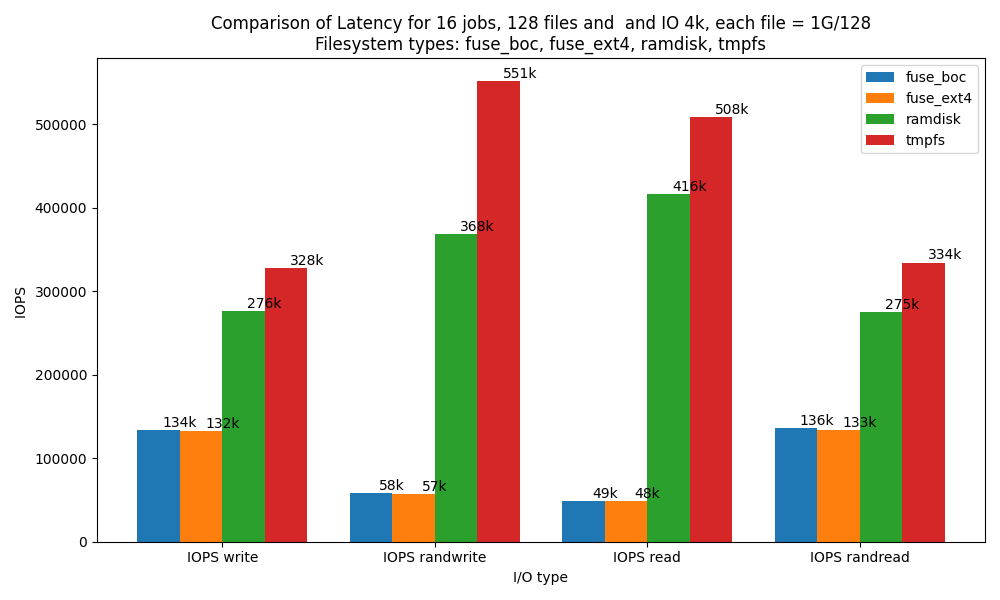 Comparison of Latency for 16 jobs, 128 files and  and IO 4k, each file = 1G/128
Filesystem types: fuse_boc, fuse_ext4, ramdisk, tmpfs
fuse_boc
fuse_ext4
ramdisk
tmpfs
IOPS
500000
400000
300000
200000
100000
0
134k
132k
276k
328k
58k
57k
368k
551k
49k
48k
416k
508k
136k
133k
275k
334k
IOPS write
IOPS randwrite
IOPS read
IOPS randread
I/O type